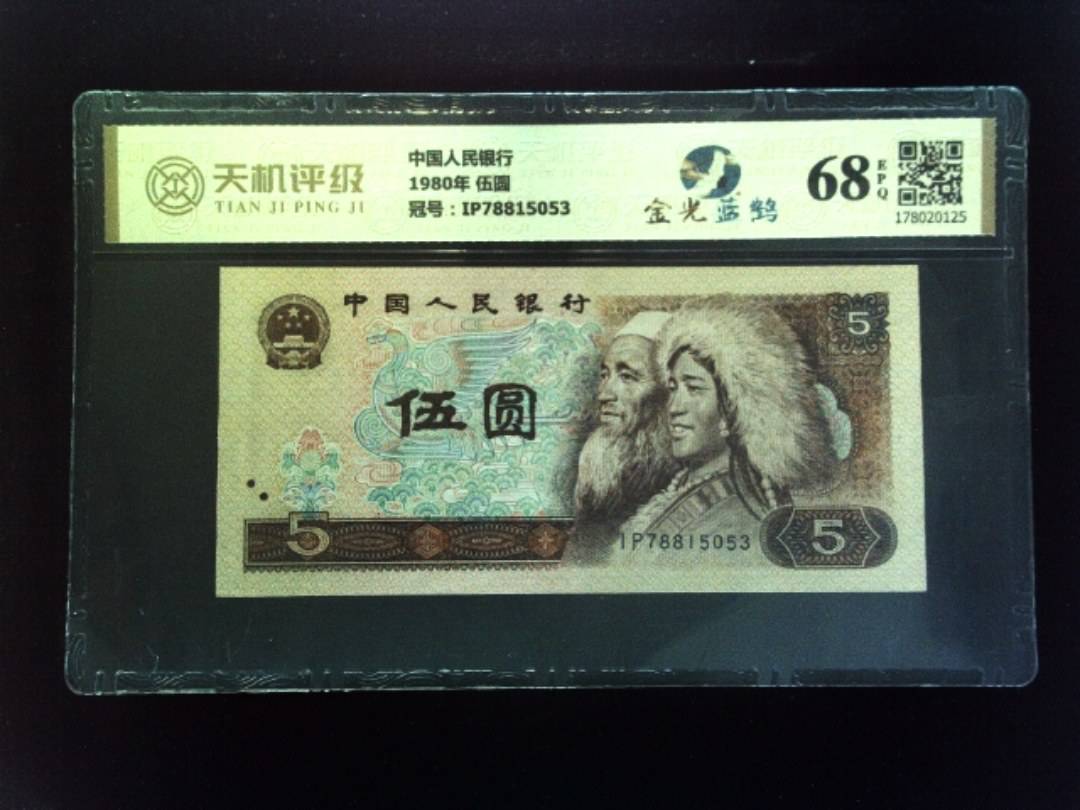 天机评级
TIAN JI PING JI
中国人民银行
1980年 伍圆
冠号：IP78815053
金光蓝鹤
68
EPQ
178020125
中国人民银行
5
伍圆
5
IP78815053
5